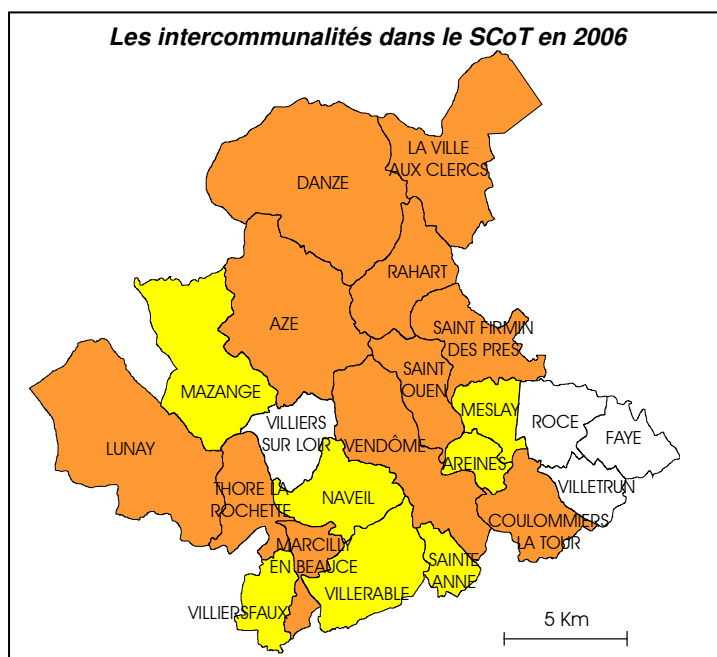 Les intercommunalités dans le SCoT en 2006
LA VILLE
AUX CLERCS
DANZE
RAHART
AZE
SAINT FIRMIN
DES PRES
SAINT
OUEN
MAZANGE
MESLAY
VILLIERS
SUR LOIR
ROCE
FAYE
LUNAY
VENDÔME
AREINES
THORE LA
ROCHETTE
NAVEIL
VILLETRUN
COULOMMIERS
LA TOUR
MARCILLY
EN BEAUCE
SAINTE
ANNE
VILLERABLE
VILLIERSFAUX
5 Km